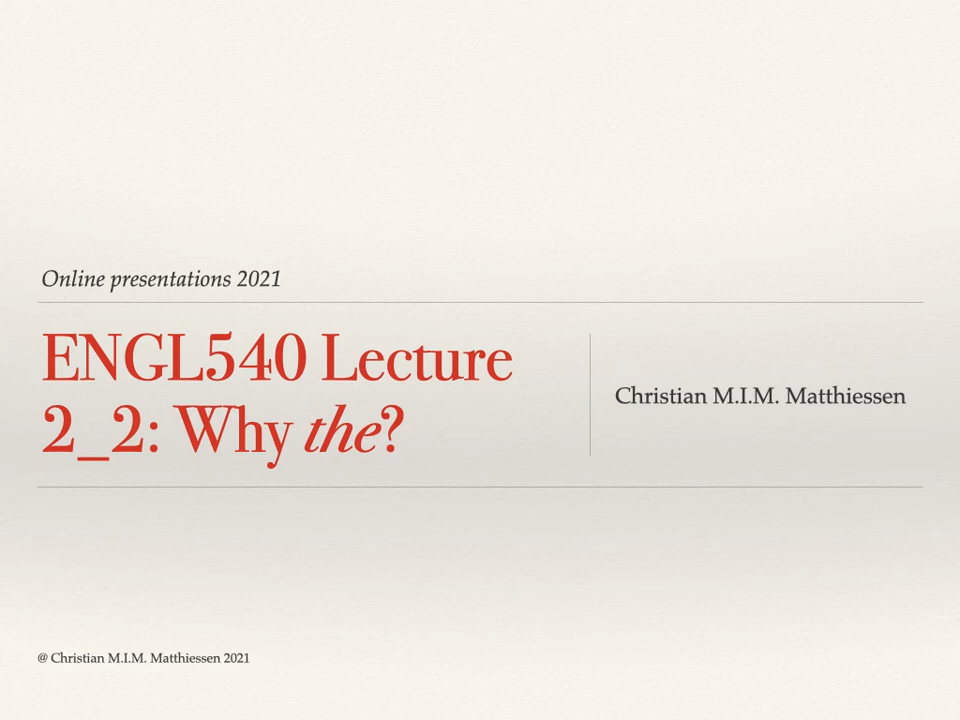 Online presentations 2021
ENGL540 Lecture
2_2: Why the?
Christian M.I.M. Matthiessen
@ Christian M.I.M. Matthiessen 2021